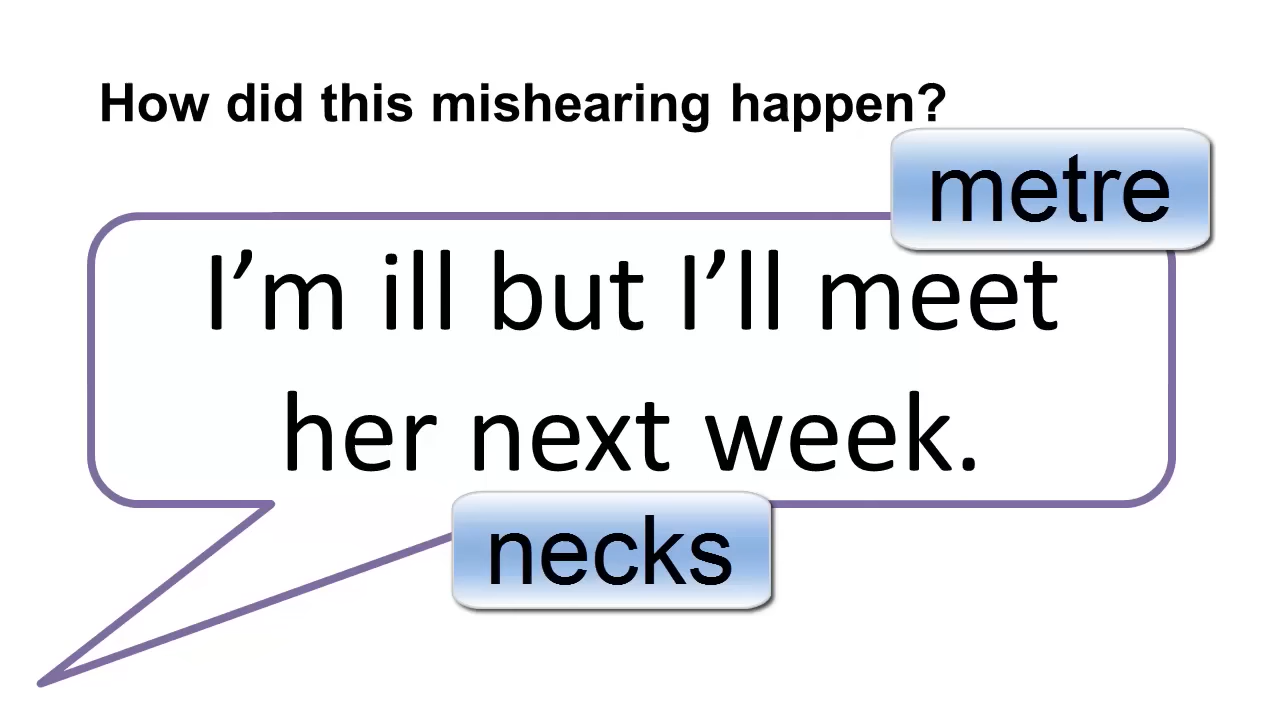 How did this mishearing happen?
metre
I’m ill but I’ll meet
her next week.
necks